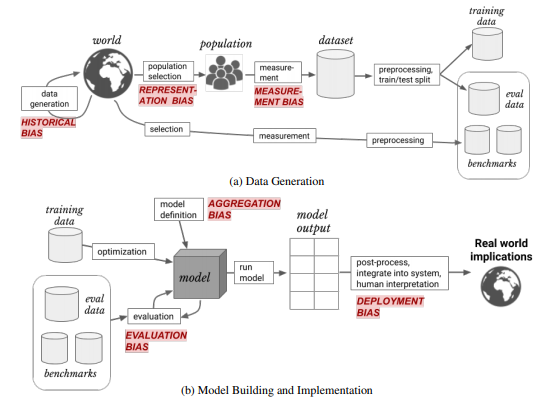 world
population
dataset
training
data
data
generation
HISTORICAL
BIAS
population
selection
REPRESENT-
ATION BIAS
measure-
ment
MEASURE-
MENT BIAS
preprocessing,
train/test split
eval
data
benchmarks
selection
measurement
preprocessing
(a) Data Generation
training
data
optimization
model
definition
AGGREGATION
BIAS
model
run
model
model
output
post-process,
integrate into system,
human interpretation
DEPLOYMENT
BIAS
Real world
implications
eval
data
benchmarks
evaluation
EVALUATION
BIAS
(b) Model Building and Implementation